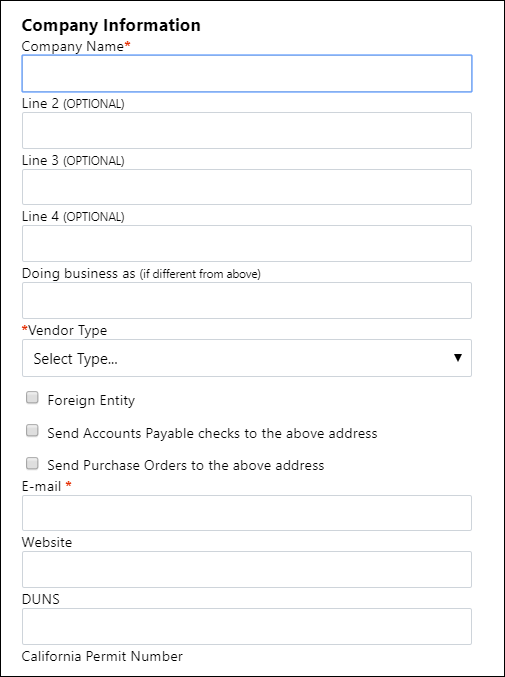 Company Information
Company Name*
Line 2 (OPTIONAL)
Line 3 (OPTIONAL)
Line 4 (OPTIONAL)
Doing business as (if different from above)
*Vendor Type
Select Type...
Foreign Entity
Send Accounts Payable checks to the above address
Send Purchase Orders to the above address
E-mail *
Website
DUNS
California Permit Number